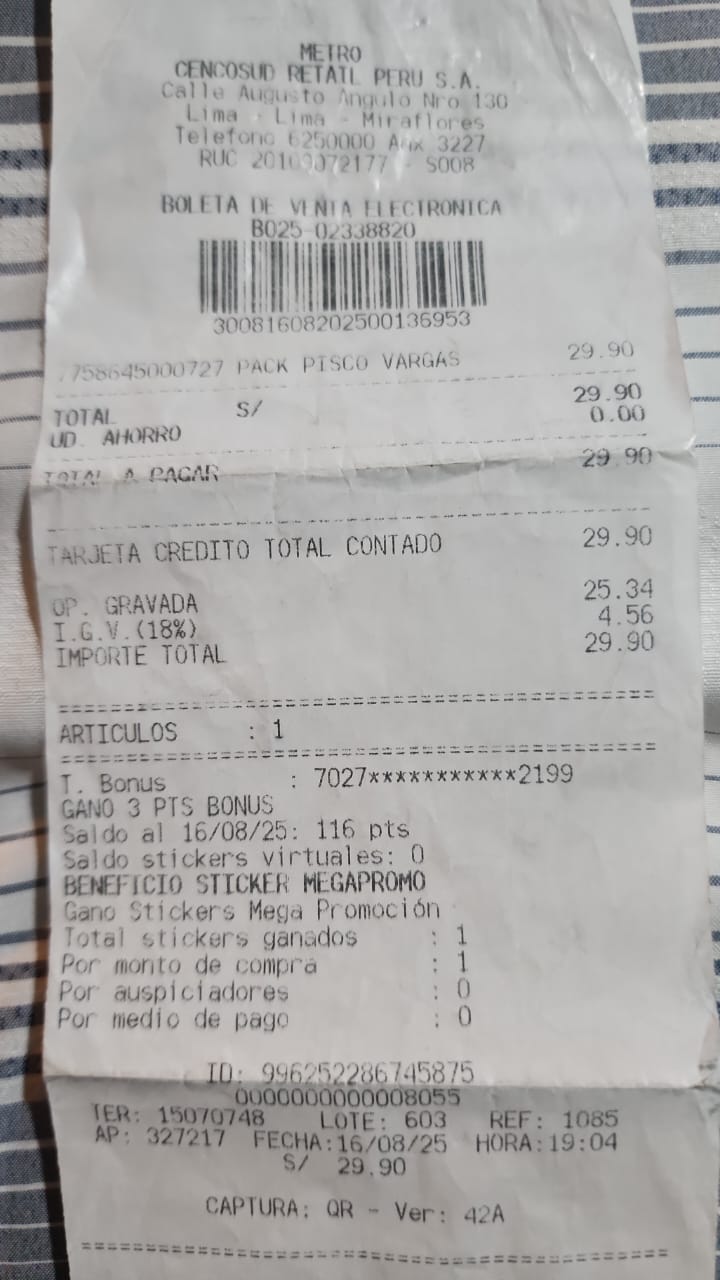 METRO
CENCOSUD RETAIL PERU S.A.
Calle Augusto Angulo Nro 130
Lima - Lima - Miraflores
Telefono 6250000 Anx 3227
RUC 20109072177 - S008
BOLETA DE VENTA ELECTRONICA
B025-02338820
30081608202500136953
7758645000727 PACK PISCO VARGAS 29.90
TOTAL S/ 29.90
UD. AHORRO 0.00
TOTAL A PAGAR 29.90
TARJETA CREDITO TOTAL CONTADO 29.90
OP. GRAVADA 25.34
I.G.V.(18%) 4.56
IMPORTE TOTAL 29.90
ARTICULOS : 1
T. Bonus : 7027***********2199
GANO 3 PTS BONUS
Saldo al 16/08/25: 116 pts
Saldo stickers virtuales: 0
BENEFICIO STICKER MEGAPROMO
Gano Stickers Mega Promoción
Total stickers ganados : 1
Por monto de compra : 1
Por auspiciadores : 0
Por medio de pago : 0
ID: 996252286745875
0000000000008055
TER: 15070748 LOTE: 603 REF: 1085
AP: 327217 FECHA:16/08/25 HORA:19:04
S/ 29.90
CAPTURA: QR - Ver: 42A